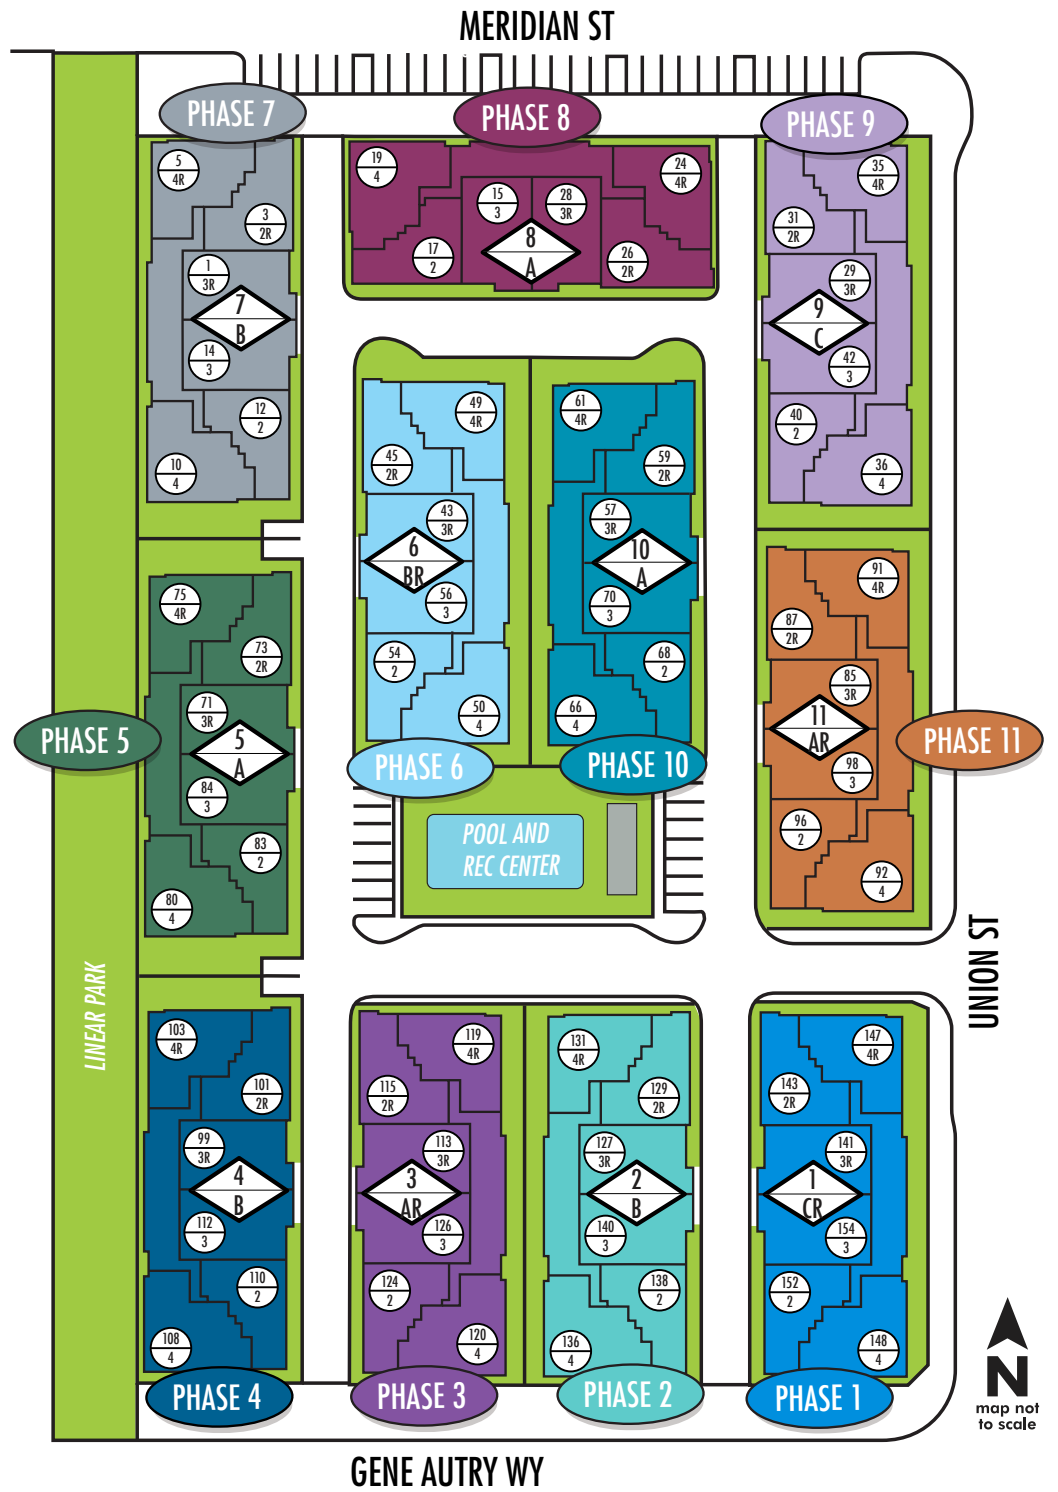 MERIDIAN ST
PHASE 7
5
4R
3
2R
1
3R
7
B
14
3
12
2
10
4
PHASE 8
19
4
24
4R
15
3
28
3R
17
2
8
A
26
2R
PHASE 9
35
4R
31
2R
29
3R
9
C
42
3
40
2
36
4
49
4R
45
2R
43
3R
6
BR
56
3
54
2
50
4
PHASE 6
61
4R
59
2R
57
3R
10
A
70
3
68
2
66
4
PHASE 10
75
4R
73
2R
71
3R
PHASE 5
5
A
84
3
83
2
80
4
91
4R
87
2R
85
3R
11
AR
PHASE 11
98
3
96
2
92
4
POOL AND
REC CENTER
LINEAR PARK
UNION ST
103
4R
101
2R
99
3R
4
B
112
3
110
2
108
4
PHASE 4
119
4R
115
2R
113
3R
3
AR
126
3
124
2
120
4
PHASE 3
131
4R
129
2R
127
3R
2
B
140
3
138
2
136
4
PHASE 2
147
4R
143
2R
141
3R
1
CR
154
3
152
2
148
4
PHASE 1
N
map not
to scale
GENE AUTRY WY